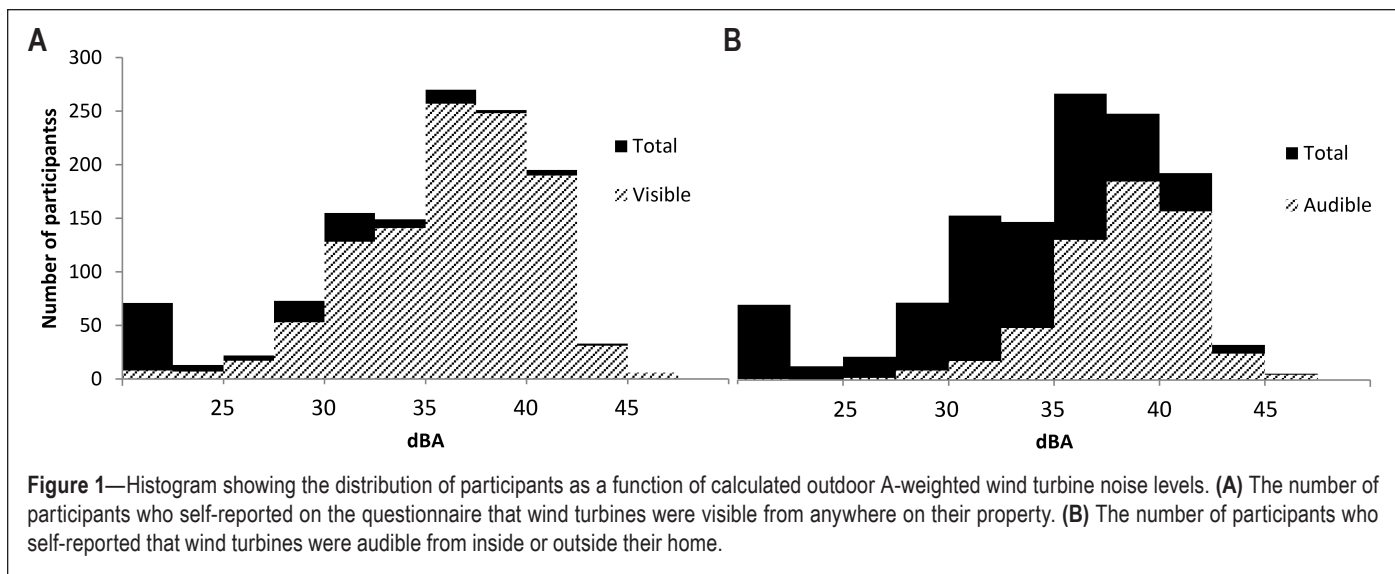 A
B
300
250
200
150
100
50
0
Number of participantss
Total
Visible
25 30 35 40 45
dBA
Total
Audible
25 30 35 40 45
dBA
Figure 1—Histogram showing the distribution of participants as a function of calculated outdoor A-weighted wind turbine noise levels. (A) The number of
participants who self-reported on the questionnaire that wind turbines were visible from anywhere on their property. (B) The number of participants who
self-reported that wind turbines were audible from inside or outside their home.